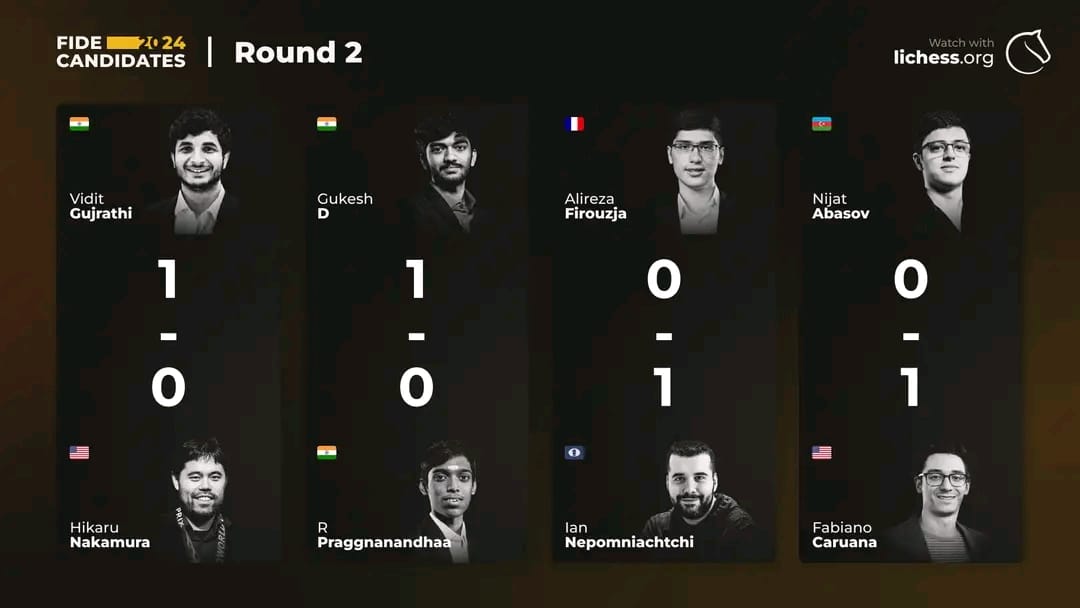 FIDE 2024
CANDIDATES
Round 2
Watch with
lichess.org
Vidit
Gujrathi
1
-
0
Hikaru
Nakamura
Gukesh
D
1
-
0
R
Praggnanandhaa
Alireza
Firouzja
0
-
1
Ian
Nepomniachtchi
Nijat
Abasov
0
-
1
Fabiano
Caruana